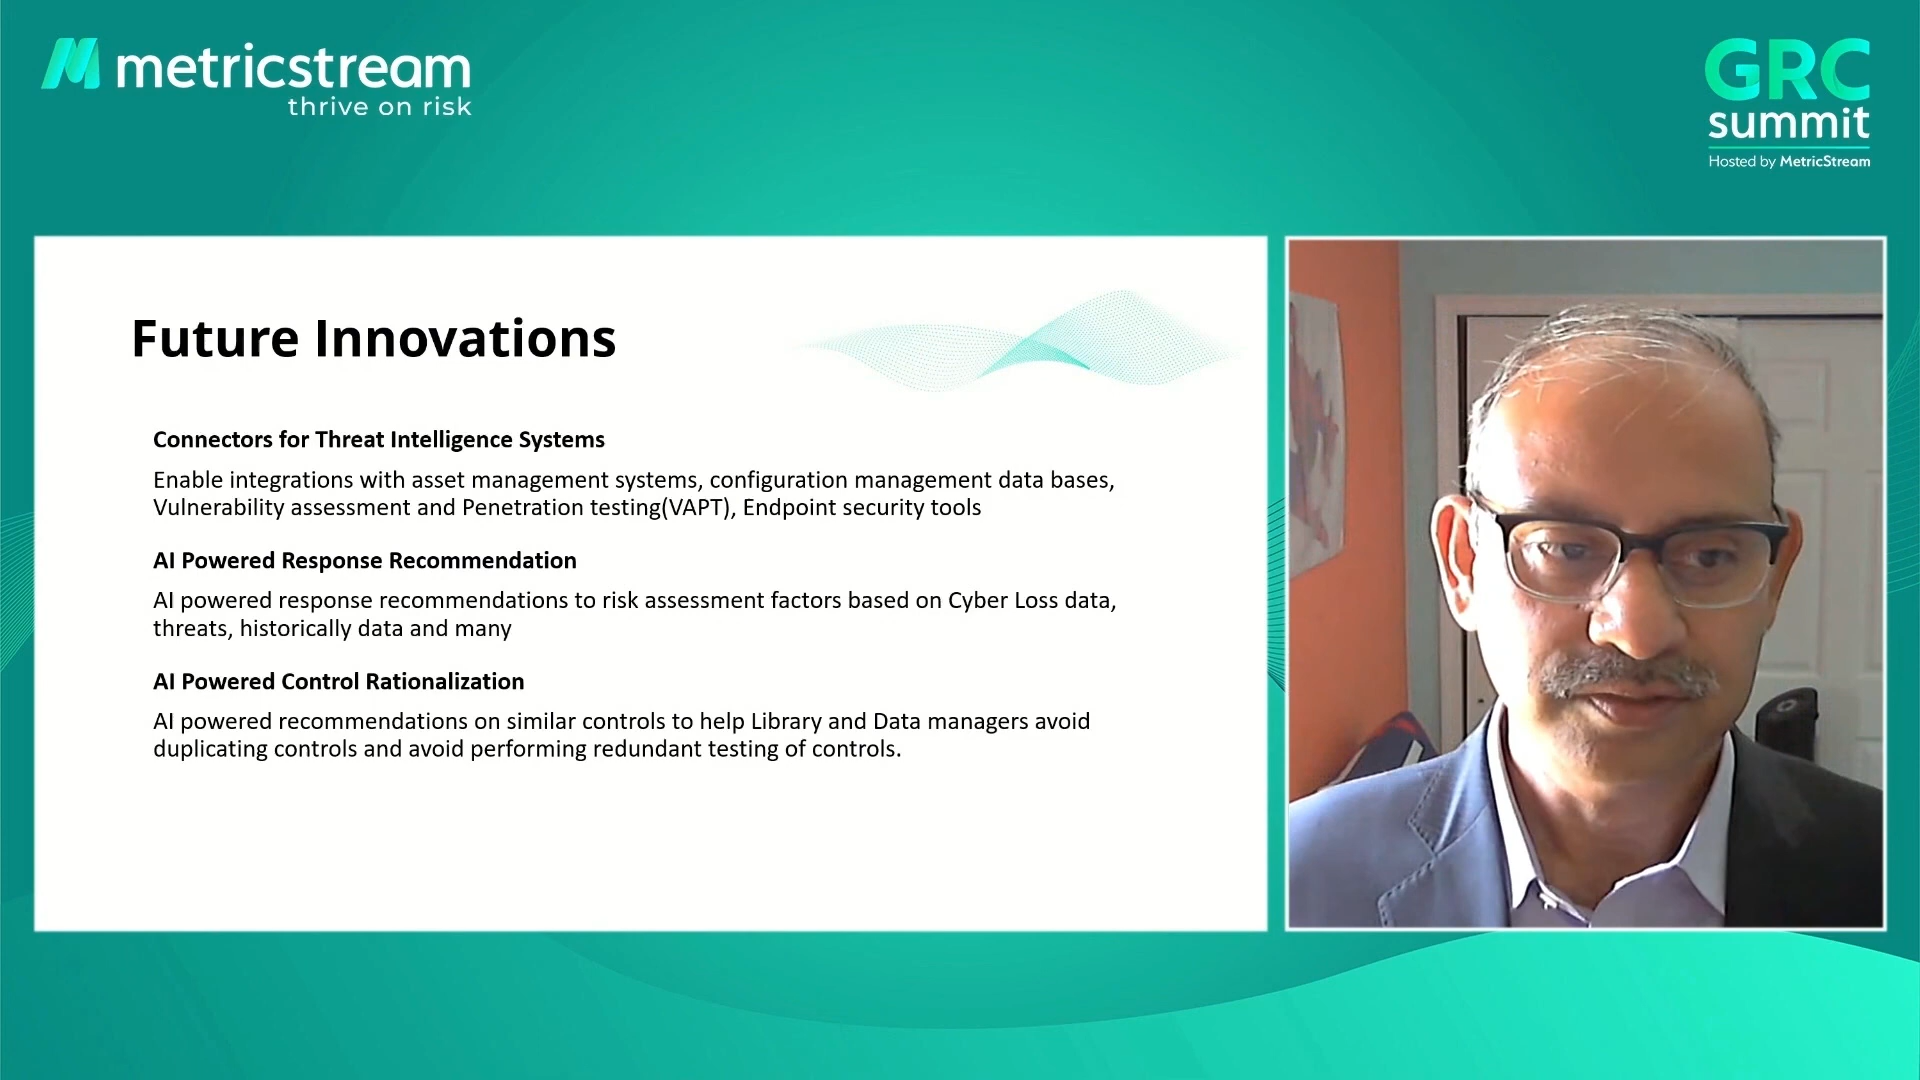 metricstream
thrive on risk
GRC
summit
Hosted by MetricStream
Future Innovations
Connectors for Threat Intelligence Systems
Enable integrations with asset management systems, configuration management data bases,
Vulnerability assessment and Penetration testing(VAPT), Endpoint security tools
AI Powered Response Recommendation
AI powered response recommendations to risk assessment factors based on Cyber Loss data,
threats, historically data and many
AI Powered Control Rationalization
AI powered recommendations on similar controls to help Library and Data managers avoid
duplicating controls and avoid performing redundant testing of controls.